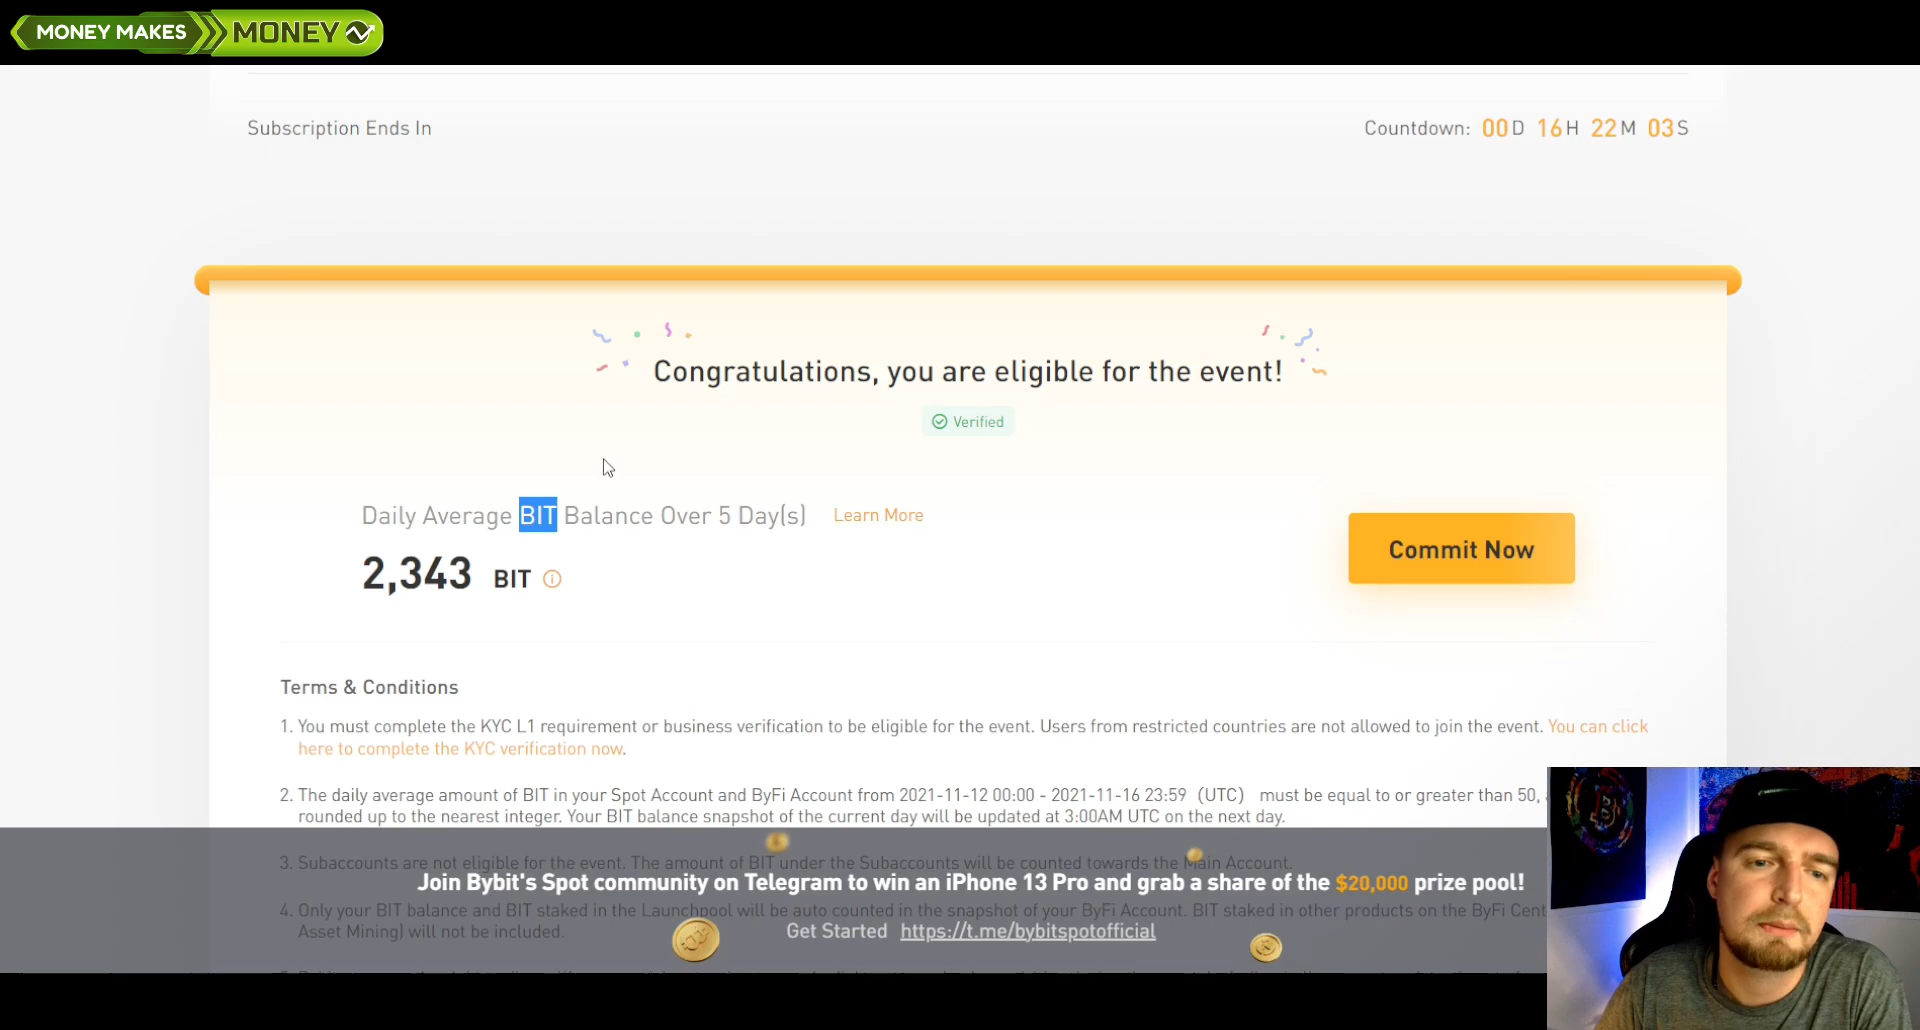 MONEY MAKES MONEY
Subscription Ends In
Countdown: 00 D 16 H 22 M 03 S
Congratulations, you are eligible for the event!
Verified
Daily Average BIT Balance Over 5 Day(s) Learn More
2,343 BIT
Commit Now
Terms & Conditions
1. You must complete the KYC L1 requirement or business verification to be eligible for the event. Users from restricted countries are not allowed to join the event. You can click
here to complete the KYC verification now.
2. The daily average amount of BIT in your Spot Account and ByFi Account from 2021-11-12 00:00 - 2021-11-16 23:59 (UTC) must be equal to or greater than 50,
rounded up to the nearest integer. Your BIT balance snapshot of the current day will be updated at 3:00AM UTC on the next day.
3. Subaccounts are not eligible for the event. The amount of BIT under the Subaccounts will be counted towards the Main Account.
Join Bybit's Spot community on Telegram to win an iPhone 13 Pro and grab a share of the $20,000 prize pool!
4. Only your BIT balance and BIT staked in the Launchpool will be auto counted in the snapshot of your ByFi Account. BIT staked in other products on the ByFi Cent
Asset Mining) will not be included.
Get Started https://t.me/bybitspotofficial